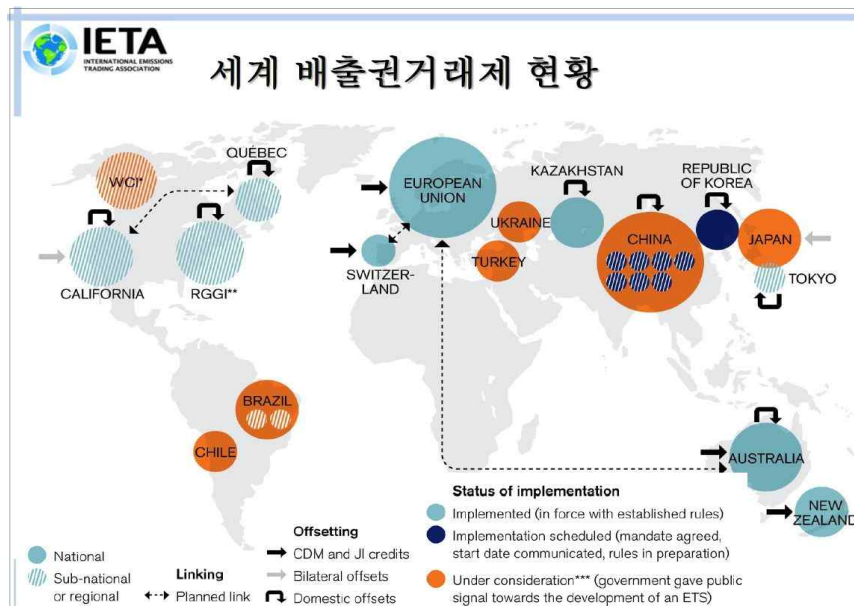 IETA
INTERNATIONAL EMISSIONS
TRADING ASSOCIATION
세계 배출권거래제 현황
WCI*
QUÉBEC
CALIFORNIA
RGGI**
EUROPEAN
UNION
SWITZER-
LAND
UKRAINE
TURKEY
KAZAKHSTAN
CHINA
REPUBLIC
OF KOREA
JAPAN
TOKYO
BRAZIL
CHILE
AUSTRALIA
NEW
ZEALAND
National
Sub-national
or regional
Linking
Planned link
Offsetting
CDM and JI credits
Bilateral offsets
Domestic offsets
Status of implementation
Implemented (in force with established rules)
Implementation scheduled (mandate agreed,
start date communicated, rules in preparation)
Under consideration*** (government gave public
signal towards the development of an ETS)